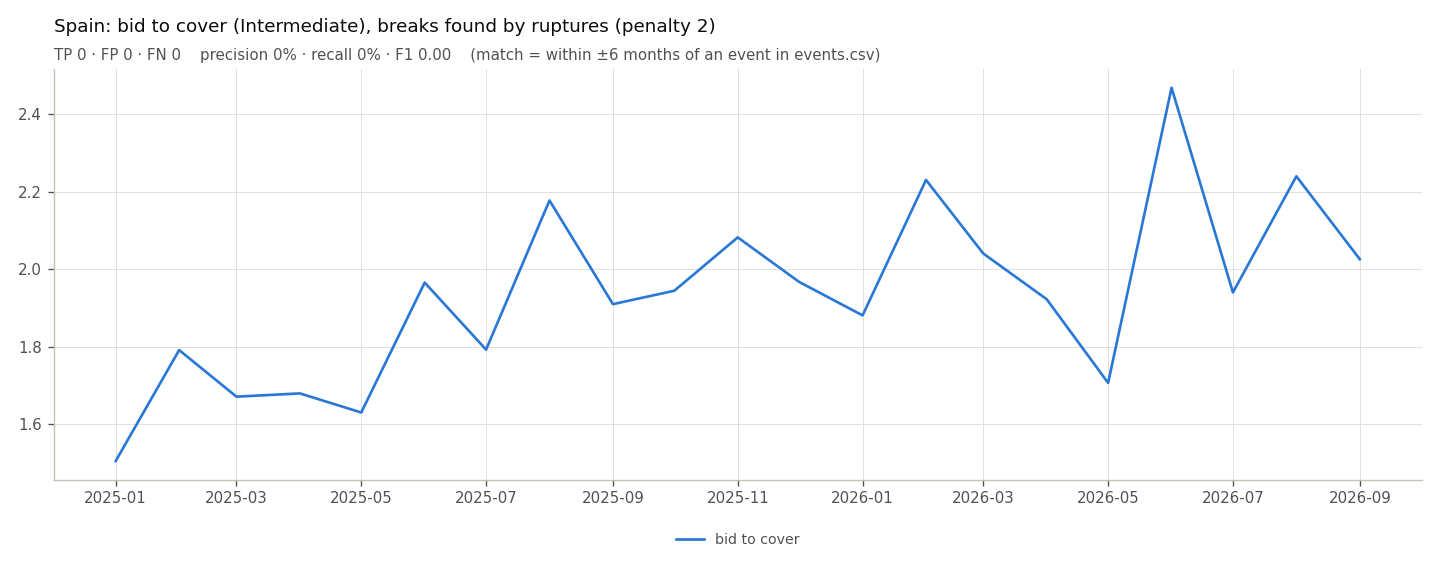 Spain: bid to cover (Intermediate), breaks found by ruptures (penalty 2)
TP 0 · FP 0 · FN 0    precision 0% · recall 0% · F1 0.00    (match = within ±6 months of an event in events.csv)
2.4
2.2
2.0
1.8
1.6
2025-01 2025-03 2025-05 2025-07 2025-09 2025-11 2026-01 2026-03 2026-05 2026-07 2026-09
bid to cover